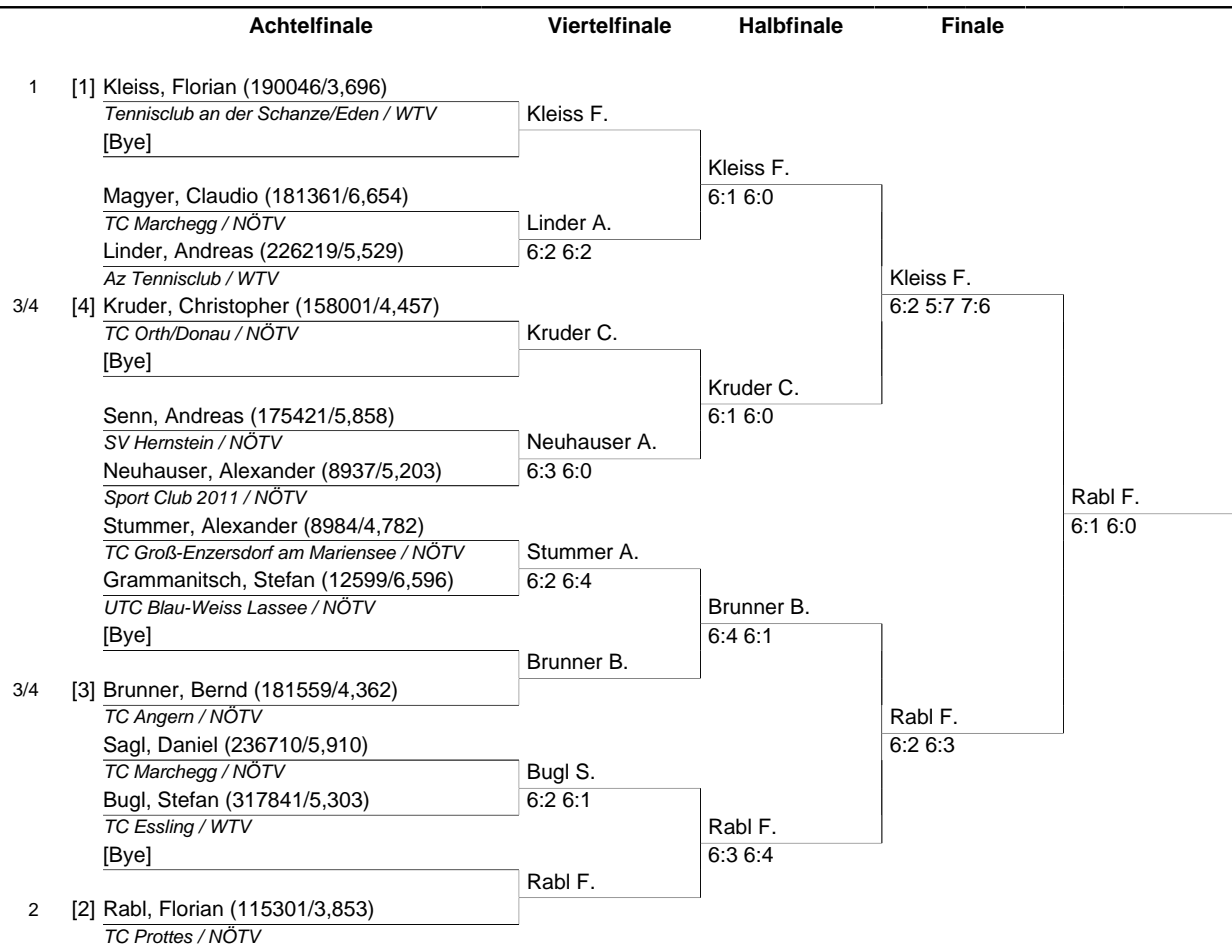 Achtelfinale Viertelfinale Halbfinale Finale
1 [1] Kleiss, Florian (190046/3,696)
Tennisclub an der Schanze/Eden / WTV Kleiss F.
[Bye]
Kleiss F.
Magyer, Claudio (181361/6,654) 6:1 6:0
TC Marchegg / NÖTV Linder A.
Linder, Andreas (226219/5,529) 6:2 6:2
Az Tennisclub / WTV Kleiss F.
3/4 [4] Kruder, Christopher (158001/4,457) 6:2 5:7 7:6
TC Orth/Donau / NÖTV Kruder C.
[Bye]
Kruder C.
Senn, Andreas (175421/5,858) 6:1 6:0
SV Hernstein / NÖTV Neuhauser A.
Neuhauser, Alexander (8937/5,203) 6:3 6:0
Sport Club 2011 / NÖTV Rabl F.
Stummer, Alexander (8984/4,782) 6:1 6:0
TC Groß-Enzersdorf am Mariensee / NÖTV Stummer A.
Grammanitsch, Stefan (12599/6,596) 6:2 6:4
UTC Blau-Weiss Lassee / NÖTV Brunner B.
[Bye] 6:4 6:1
Brunner B.
3/4 [3] Brunner, Bernd (181559/4,362)
TC Angern / NÖTV Rabl F.
Sagl, Daniel (236710/5,910) 6:2 6:3
TC Marchegg / NÖTV Bugl S.
Bugl, Stefan (317841/5,303) 6:2 6:1
TC Essling / WTV Rabl F.
[Bye] 6:3 6:4
Rabl F.
2 [2] Rabl, Florian (115301/3,853)
TC Prottes / NÖTV